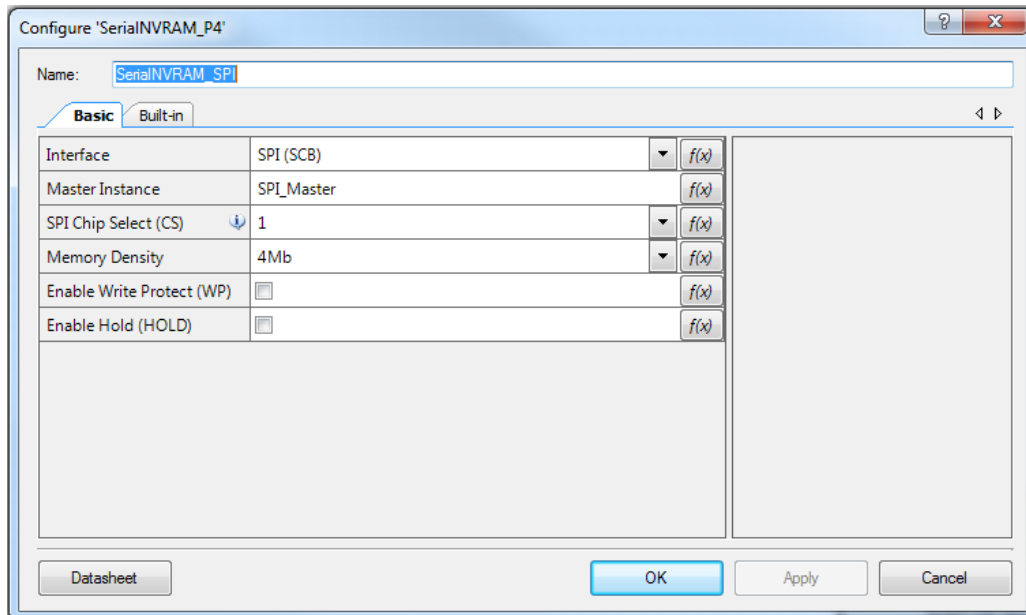 Configure 'SerialNVRAM_P4'
?
X
Name: SerialNVRAM_SPI
Basic Built-in
Interface SPI (SCB) f(x)
Master Instance SPI_Master f(x)
SPI Chip Select (CS) i 1 f(x)
Memory Density 4Mb f(x)
Enable Write Protect (WP) f(x)
Enable Hold (HOLD) f(x)
Datasheet OK Apply Cancel